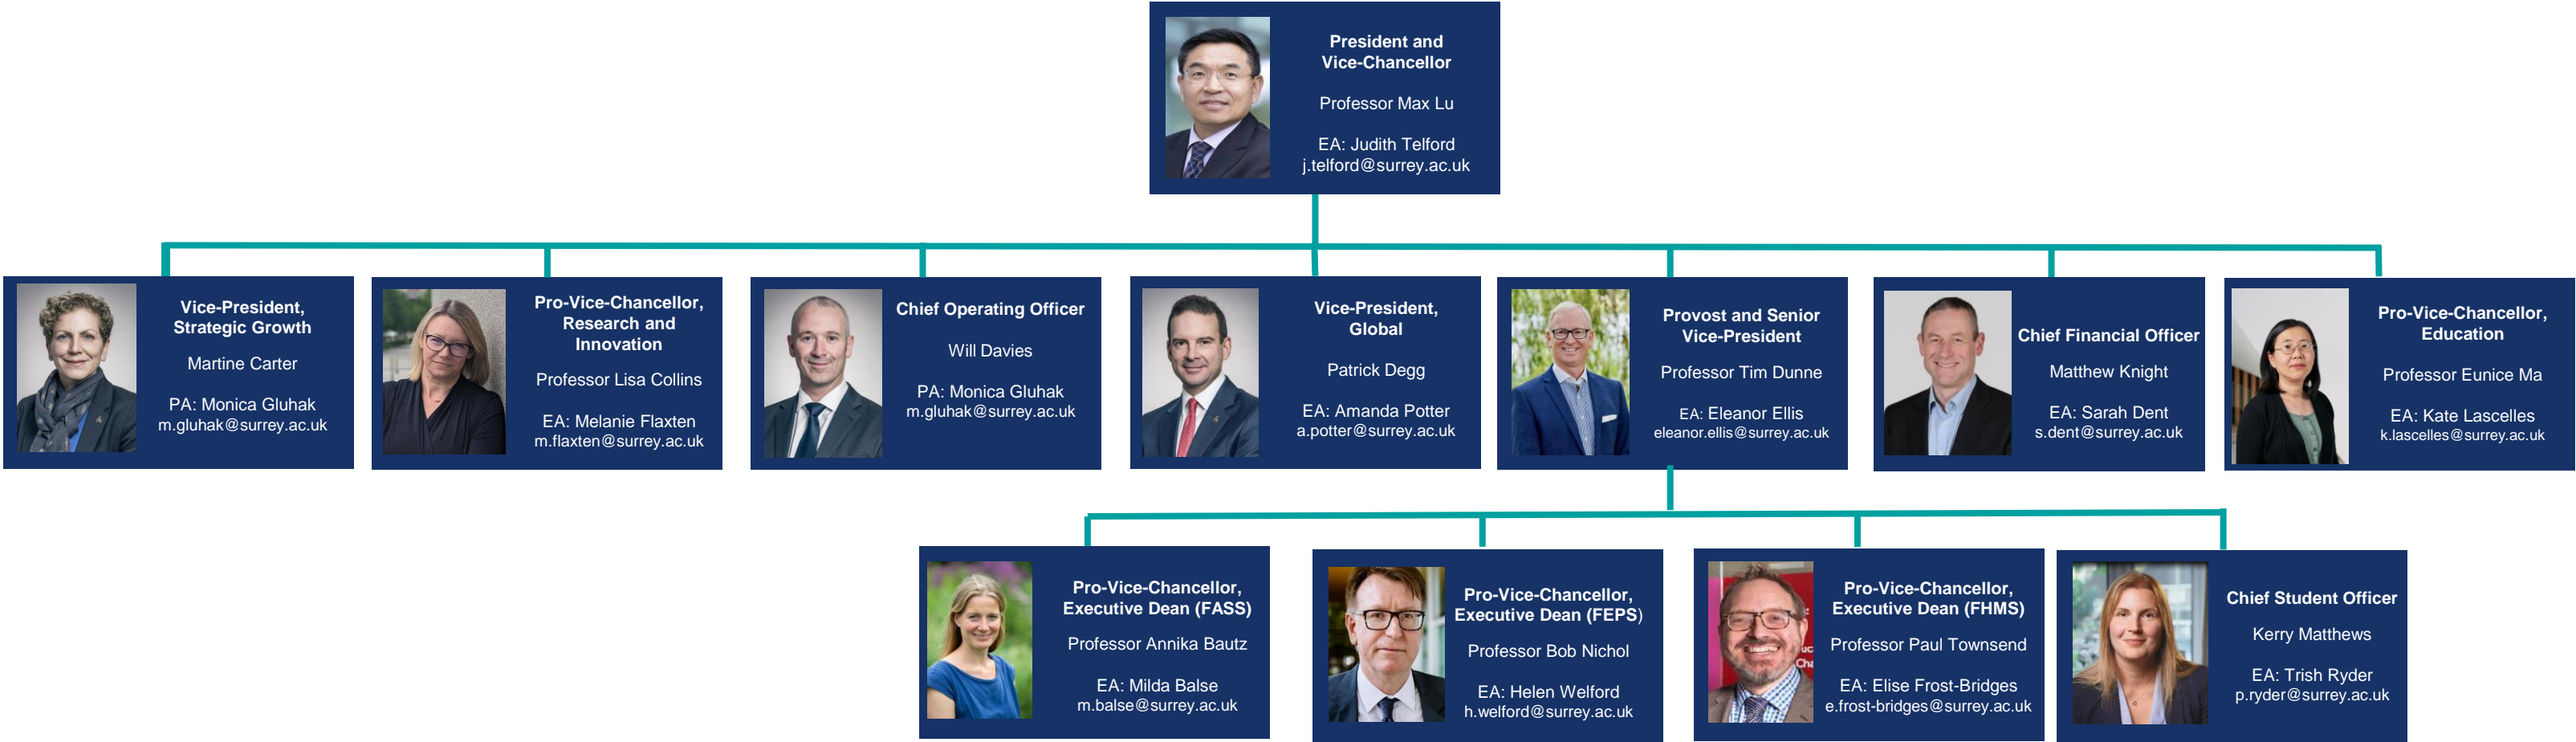 President and
Vice-Chancellor
Professor Max Lu
EA: Judith Telford
j.telford@surrey.ac.uk
Vice-President,
Strategic Growth
Martine Carter
PA: Monica Gluhak
m.gluhak@surrey.ac.uk
Pro-Vice-Chancellor,
Research and
Innovation
Professor Lisa Collins
EA: Melanie Flaxten
m.flaxten@surrey.ac.uk
Chief Operating Officer
Will Davies
PA: Monica Gluhak
m.gluhak@surrey.ac.uk
Vice-President,
Global
Patrick Degg
EA: Amanda Potter
a.potter@surrey.ac.uk
Provost and Senior
Vice-President
Professor Tim Dunne
EA: Eleanor Ellis
eleanor.ellis@surrey.ac.uk
Chief Financial Officer
Matthew Knight
EA: Sarah Dent
s.dent@surrey.ac.uk
Pro-Vice-Chancellor,
Education
Professor Eunice Ma
EA: Kate Lascelles
k.lascelles@surrey.ac.uk
Pro-Vice-Chancellor,
Executive Dean (FASS)
Professor Annika Bautz
EA: Milda Balse
m.balse@surrey.ac.uk
Pro-Vice-Chancellor,
Executive Dean (FEPS)
Professor Bob Nichol
EA: Helen Welford
h.welford@surrey.ac.uk
Pro-Vice-Chancellor,
Executive Dean (FHMS)
Professor Paul Townsend
EA: Elise Frost-Bridges
e.frost-bridges@surrey.ac.uk
Chief Student Officer
Kerry Matthews
EA: Trish Ryder
p.ryder@surrey.ac.uk